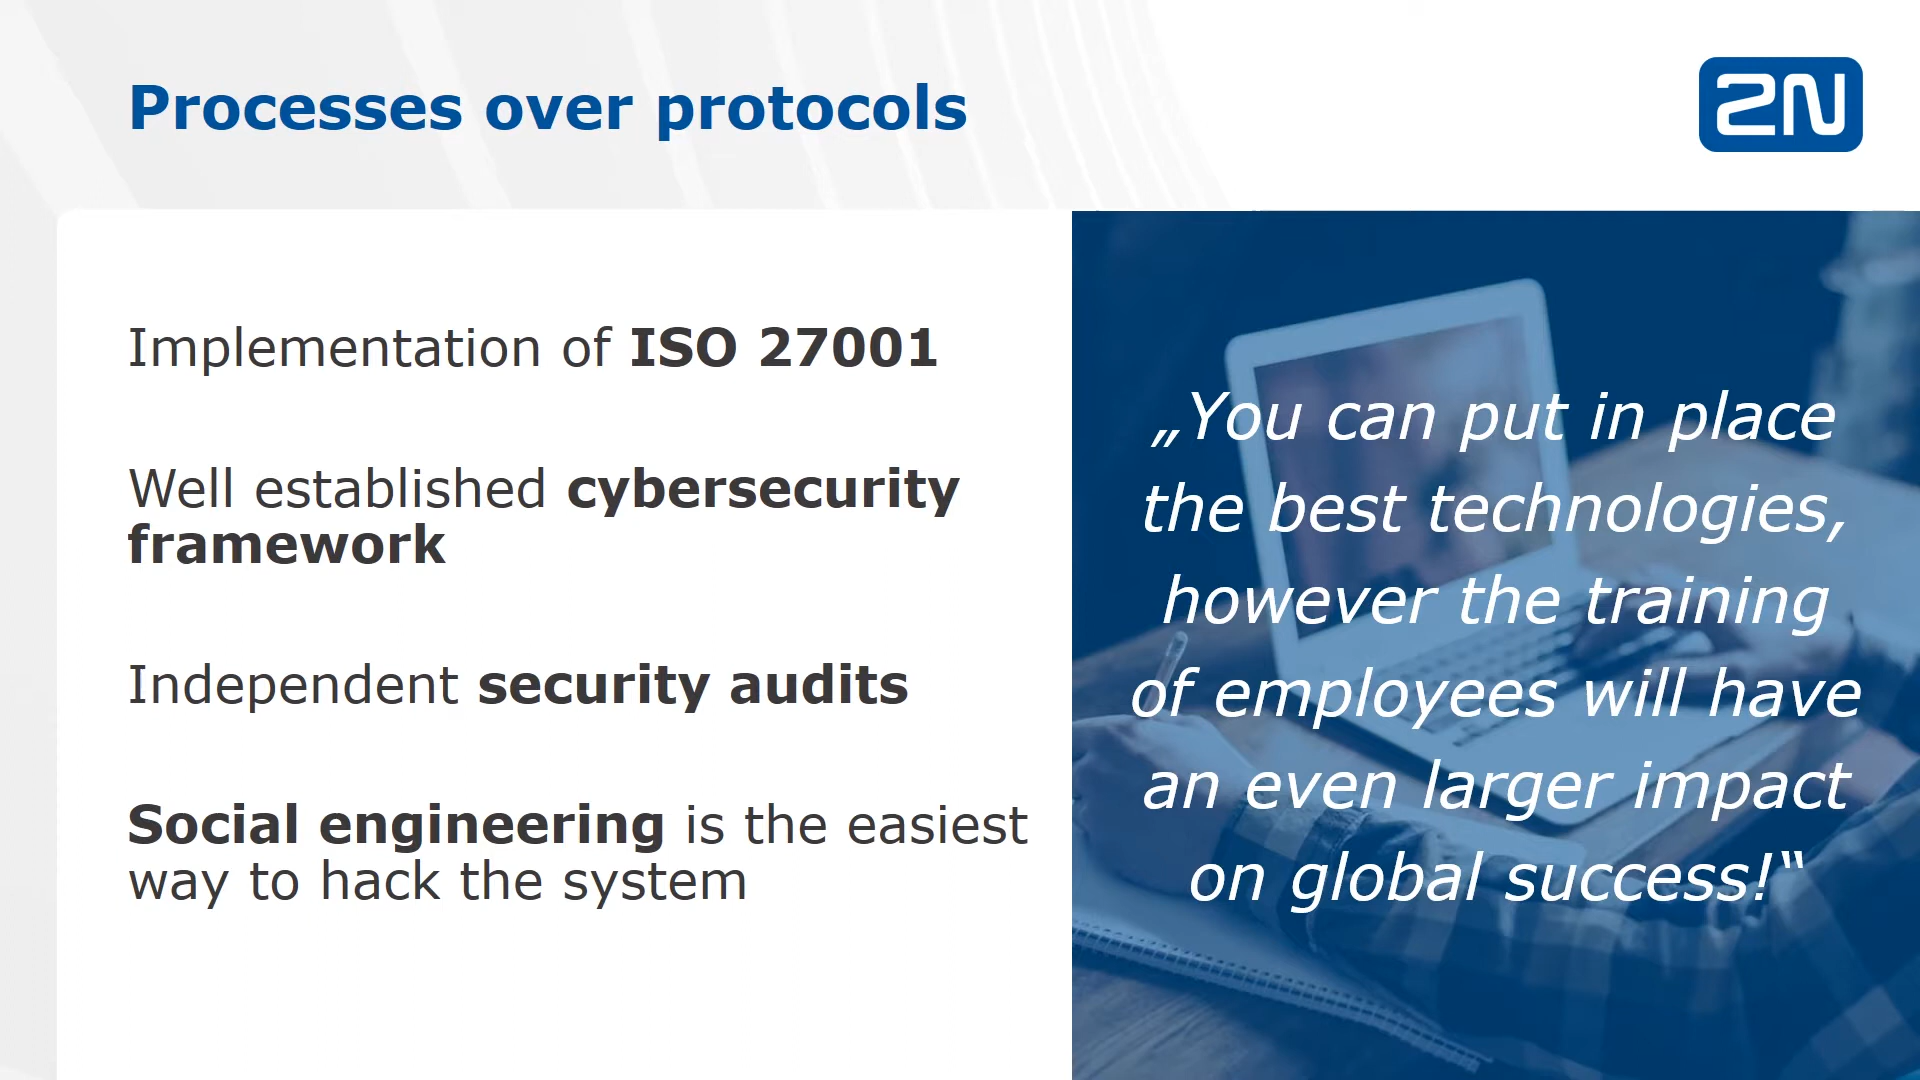 Processes over protocols
2N
Implementation of ISO 27001
Well established cybersecurity
framework
Independent security audits
Social engineering is the easiest
way to hack the system
„You can put in place
the best technologies,
however the training
of employees will have
an even larger impact
on global success!“